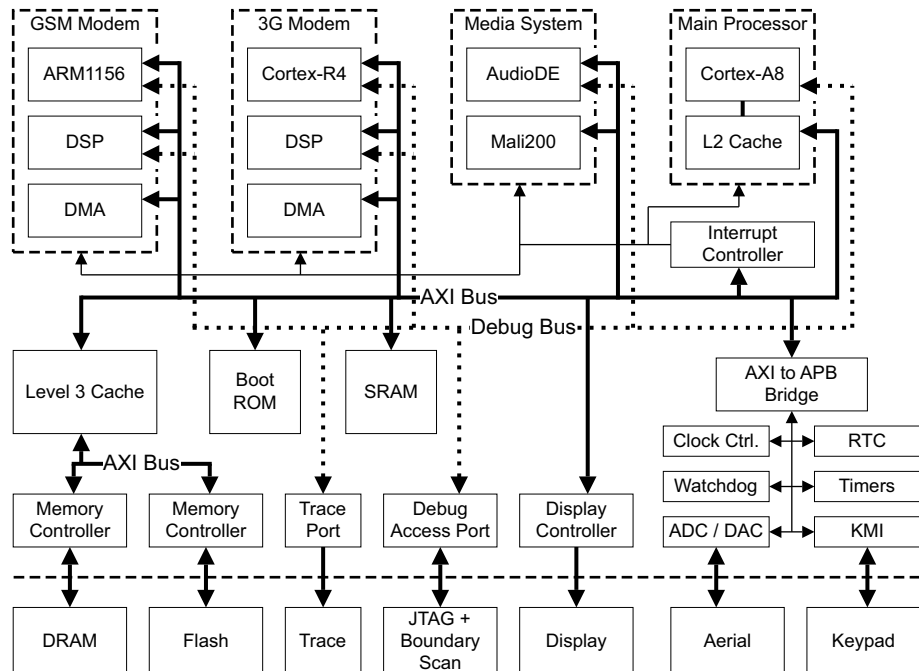 GSM Modem
3G Modem
Media System
Main Processor
ARM1156
Cortex-R4
AudioDE
Cortex-A8
DSP
DSP
Mali200
L2 Cache
DMA
DMA
Interrupt
Controller
AXI Bus
Debug Bus
Level 3 Cache
Boot
ROM
SRAM
AXI to APB
Bridge
Clock Ctrl.
RTC
AXI Bus
Watchdog
Timers
Memory
Controller
Memory
Controller
Trace
Port
Debug
Access Port
Display
Controller
ADC / DAC
KMI
DRAM
Flash
Trace
JTAG +
Boundary
Scan
Display
Aerial
Keypad